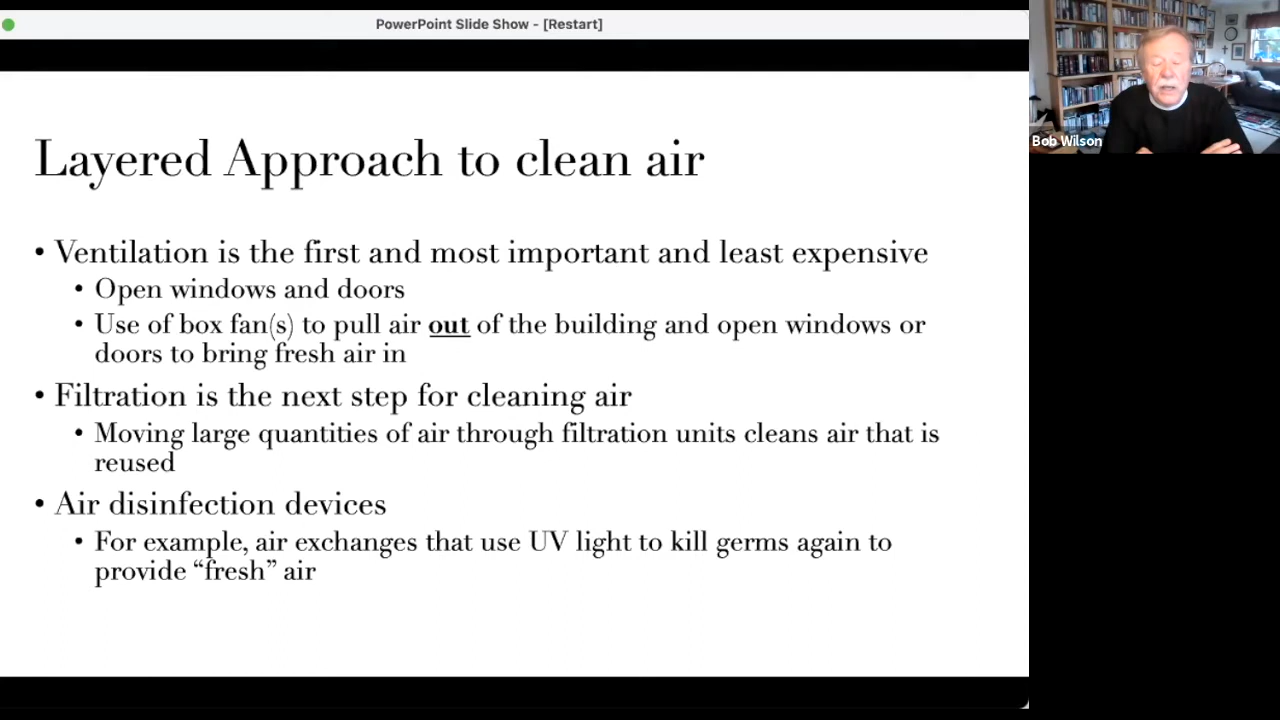 PowerPoint Slide Show - [Restart]
Bob Wilson
Layered Approach to clean air
• Ventilation is the first and most important and least expensive
• Open windows and doors
• Use of box fan(s) to pull air out of the building and open windows or
doors to bring fresh air in
• Filtration is the next step for cleaning air
• Moving large quantities of air through filtration units cleans air that is
reused
• Air disinfection devices
• For example, air exchanges that use UV light to kill germs again to
provide “fresh” air